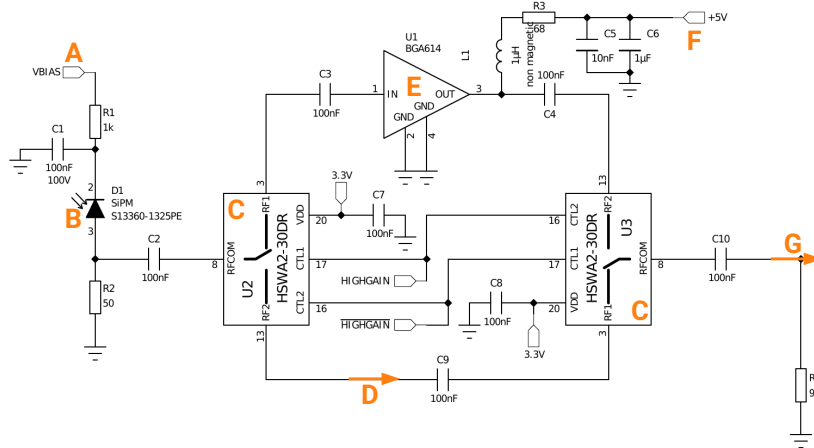 A
VBIAS
R1
1k
C1
100nF
100V
2
D1
SiPM
S13360-1325PE
B
3
C2
100nF
R2
50
C3
100nF
U1
BGA614
1
IN
E
OUT
3
GND
GND
2
4
L1
1µH
non magnetic
R3
68
C5
10nF
C6
1µF
+5V
F
100nF
C4
3
C
RF1
VDD
20
3.3V
C7
100nF
8
RFCOM
HSWA2-30DR
CTL1
17
HIGHGAIN
U2
CTL2
16
HIGHGAIN
RF2
13
D
C9
100nF
C8
100nF
3.3V
13
RF2
16
CTL2
U3
17
CTL1
HSWA2-30DR
RFCOM
8
20
VDD
C
RF1
3
C10
100nF
G
R
9